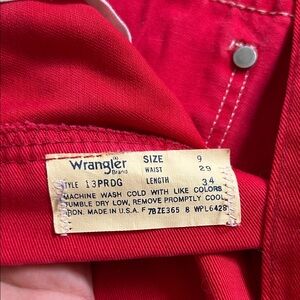 Wrangler SIZE 9
Brand WAIST 29
STYLE 13PRDG LENGTH 34
MACHINE WASH COLD WITH LIKE COLORS
TUMBLE DRY LOW, REMOVE PROMPTLY COOL
IRON. MADE IN U.S.A. F 7BZE365 8 WPL6428